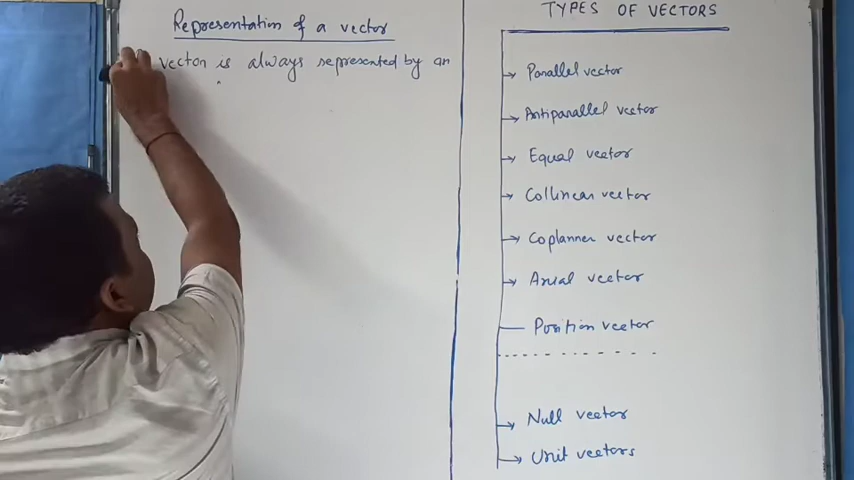 Representation of a vector
vector is always represented by an
TYPES OF VECTORS
Parallel vector
Antiparallel vector
Equal vector
Collinear vector
Coplanner vector
Axial vector
Position vector
Null vector
Unit vectors